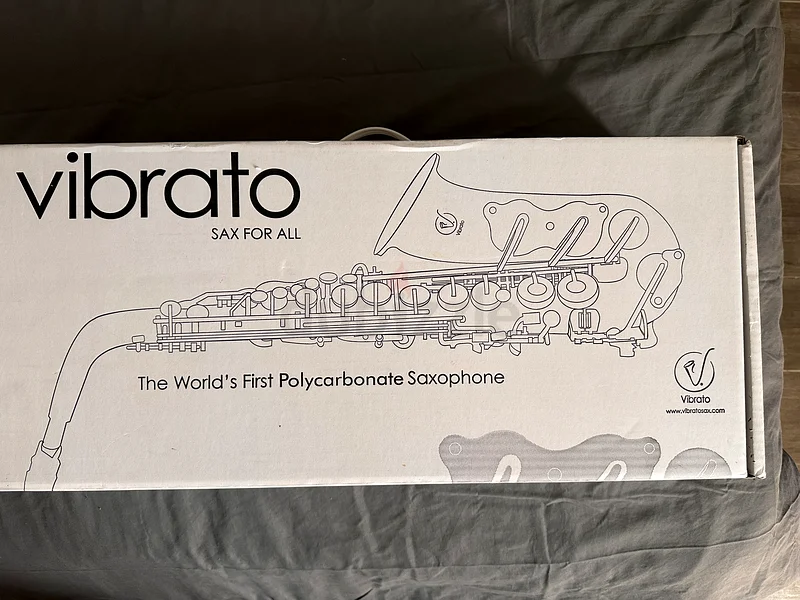 vibrato
SAX FOR ALL
Vibrato
The World's First Polycarbonate Saxophone
Vibrato
www.vibratosax.com